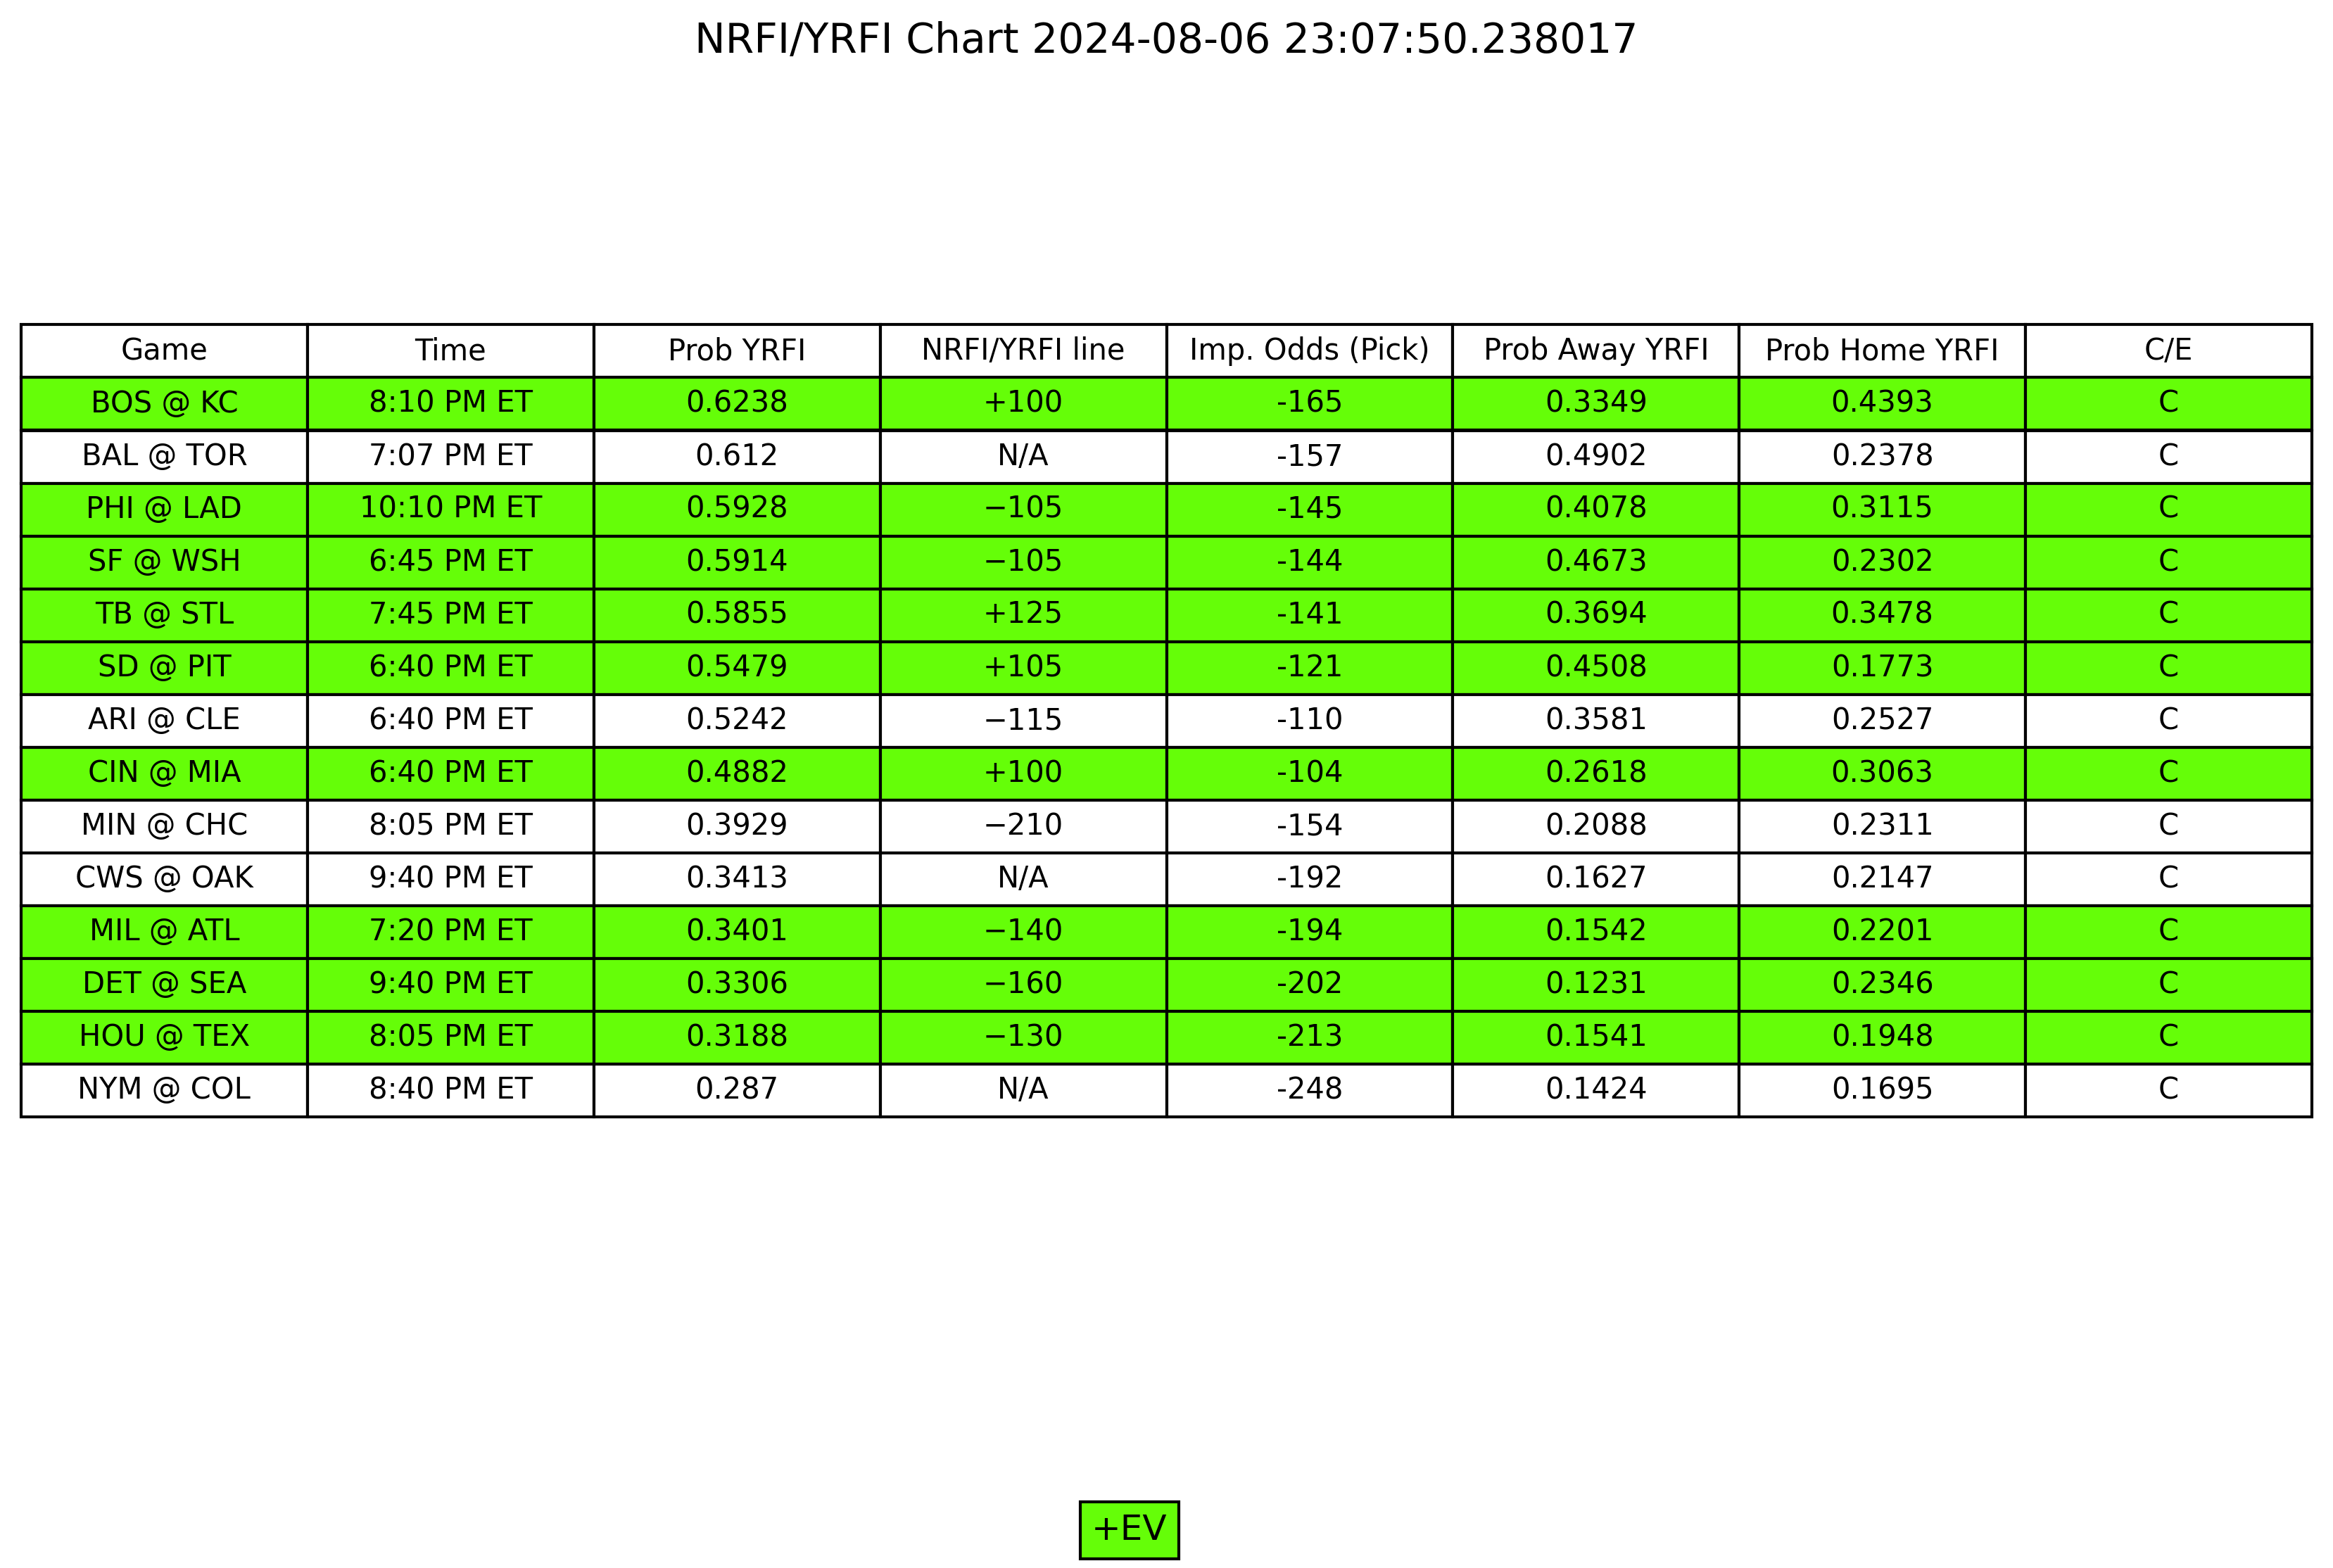 NRFI/YRFI Chart 2024-08-06 23:07:50.238017
Game Time Prob YRFI NRFI/YRFI line Imp. Odds (Pick) Prob Away YRFI Prob Home YRFI C/E
BOS @ KC 8:10 PM ET 0.6238 +100 -165 0.3349 0.4393 C
BAL @ TOR 7:07 PM ET 0.612 N/A -157 0.4902 0.2378 C
PHI @ LAD 10:10 PM ET 0.5928 −105 -145 0.4078 0.3115 C
SF @ WSH 6:45 PM ET 0.5914 −105 -144 0.4673 0.2302 C
TB @ STL 7:45 PM ET 0.5855 +125 -141 0.3694 0.3478 C
SD @ PIT 6:40 PM ET 0.5479 +105 -121 0.4508 0.1773 C
ARI @ CLE 6:40 PM ET 0.5242 −115 -110 0.3581 0.2527 C
CIN @ MIA 6:40 PM ET 0.4882 +100 -104 0.2618 0.3063 C
MIN @ CHC 8:05 PM ET 0.3929 −210 -154 0.2088 0.2311 C
CWS @ OAK 9:40 PM ET 0.3413 N/A -192 0.1627 0.2147 C
MIL @ ATL 7:20 PM ET 0.3401 −140 -194 0.1542 0.2201 C
DET @ SEA 9:40 PM ET 0.3306 −160 -202 0.1231 0.2346 C
HOU @ TEX 8:05 PM ET 0.3188 −130 -213 0.1541 0.1948 C
NYM @ COL 8:40 PM ET 0.287 N/A -248 0.1424 0.1695 C
+EV